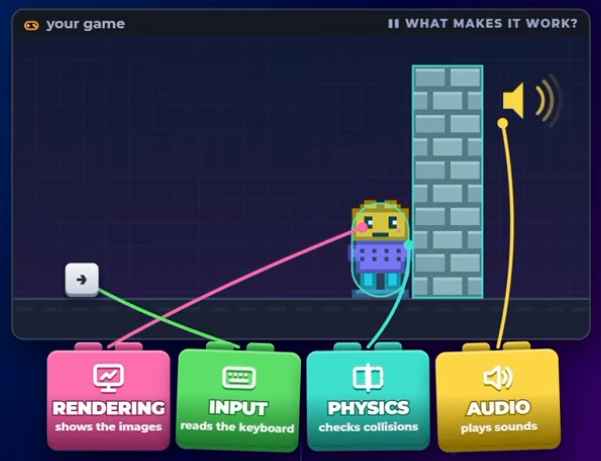 your game
WHAT MAKES IT WORK?
RENDERING
shows the images
INPUT
reads the keyboard
PHYSICS
checks collisions
AUDIO
plays sounds